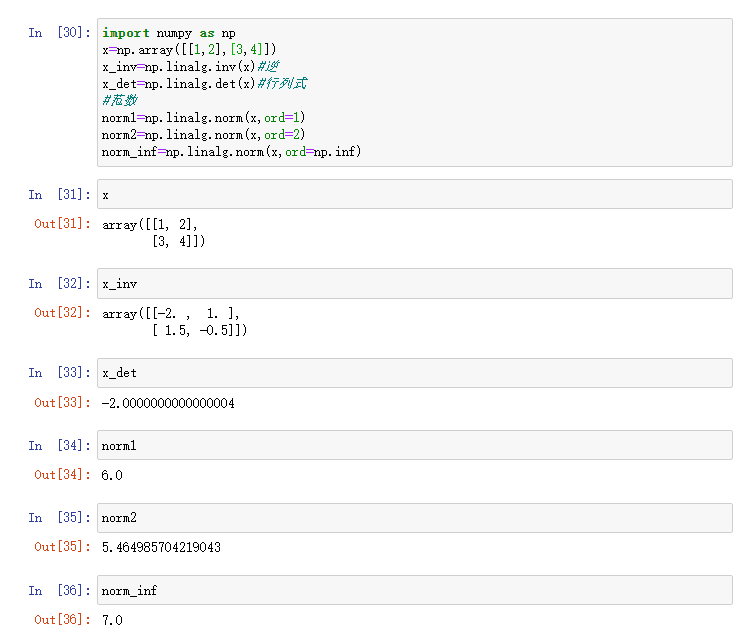 In [30]: import numpy as np
x=np.array([[1,2],[3,4]])
x_inv=np.linalg.inv(x)#逆
x_det=np.linalg.det(x)#行列式
#范数
norm1=np.linalg.norm(x,ord=1)
norm2=np.linalg.norm(x,ord=2)
norm_inf=np.linalg.norm(x,ord=np.inf)
In [31]: x
Out[31]: array([[1, 2],
[3, 4]])
In [32]: x_inv
Out[32]: array([[-2. ,  1. ],
[ 1.5, -0.5]])
In [33]: x_det
Out[33]: -2.0000000000000004
In [34]: norm1
Out[34]: 6.0
In [35]: norm2
Out[35]: 5.464985704219043
In [36]: norm_inf
Out[36]: 7.0